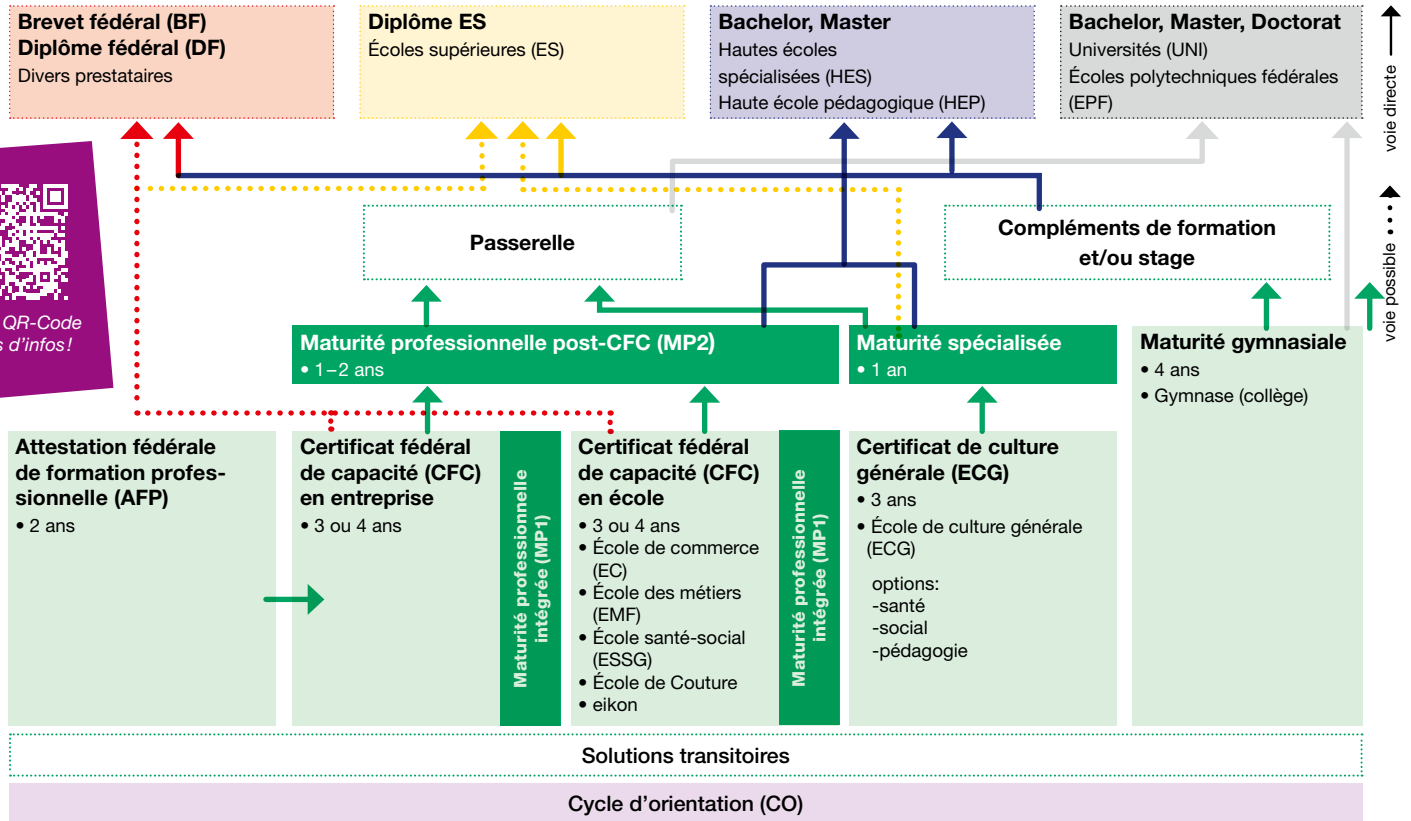 Brevet fédéral (BF)
Diplôme fédéral (DF)
Divers prestataires
Diplôme ES
Écoles supérieures (ES)
Bachelor, Master
Hautes écoles
spécialisées (HES)
Haute école pédagogique (HEP)
Bachelor, Master, Doctorat
Universités (UNI)
Écoles polytechniques fédérales
(EPF)
voie directe
voie possible
QR-Code
d'infos!
Passerelle
Compléments de formation
et/ou stage
Maturité professionnelle post-CFC (MP2)
• 1–2 ans
Maturité spécialisée
• 1 an
Maturité gymnasiale
• 4 ans
• Gymnase (collège)
Attestation fédérale
de formation profes-
sionnelle (AFP)
• 2 ans
Certificat fédéral
de capacité (CFC)
en entreprise
• 3 ou 4 ans
Maturité professionnelle
intégrée (MP1)
Certificat fédéral
de capacité (CFC)
en école
• 3 ou 4 ans
• École de commerce
(EC)
• École des métiers
(EMF)
• École santé-social
(ESSG)
• École de Couture
• eikon
Maturité professionnelle
intégrée (MP1)
Certificat de culture
générale (ECG)
• 3 ans
• École de culture générale
(ECG)
options:
-santé
-social
-pédagogie
Solutions transitoires
Cycle d'orientation (CO)